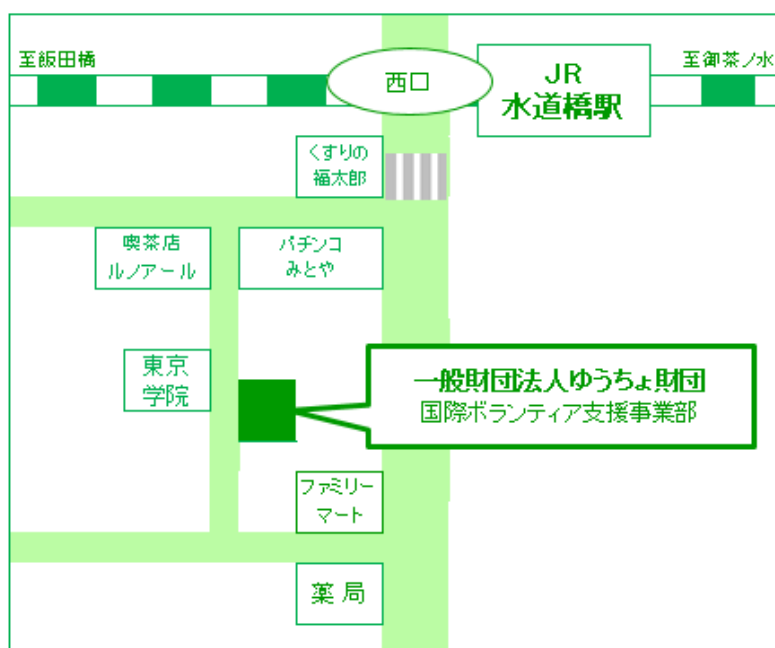 至飯田橋
西口
JR
水道橋駅
至御茶ノ水
くすりの
福太郎
喫茶店
ルノアール
パチンコ
みとや
東京
学院
一般財団法人ゆうちょ財団
国際ボランティア支援事業部
ファミリー
マート
薬局